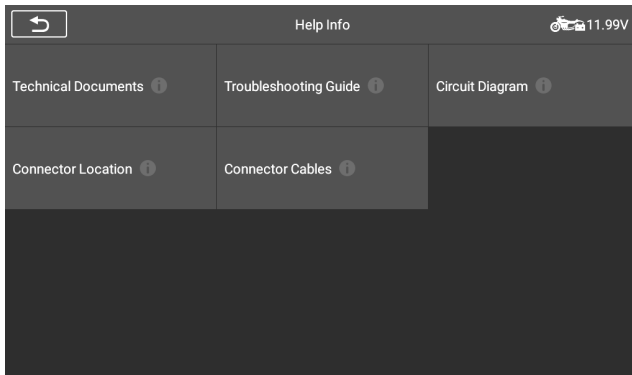 Help Info
11.99V
Technical Documents
Troubleshooting Guide
Circuit Diagram
Connector Location
Connector Cables